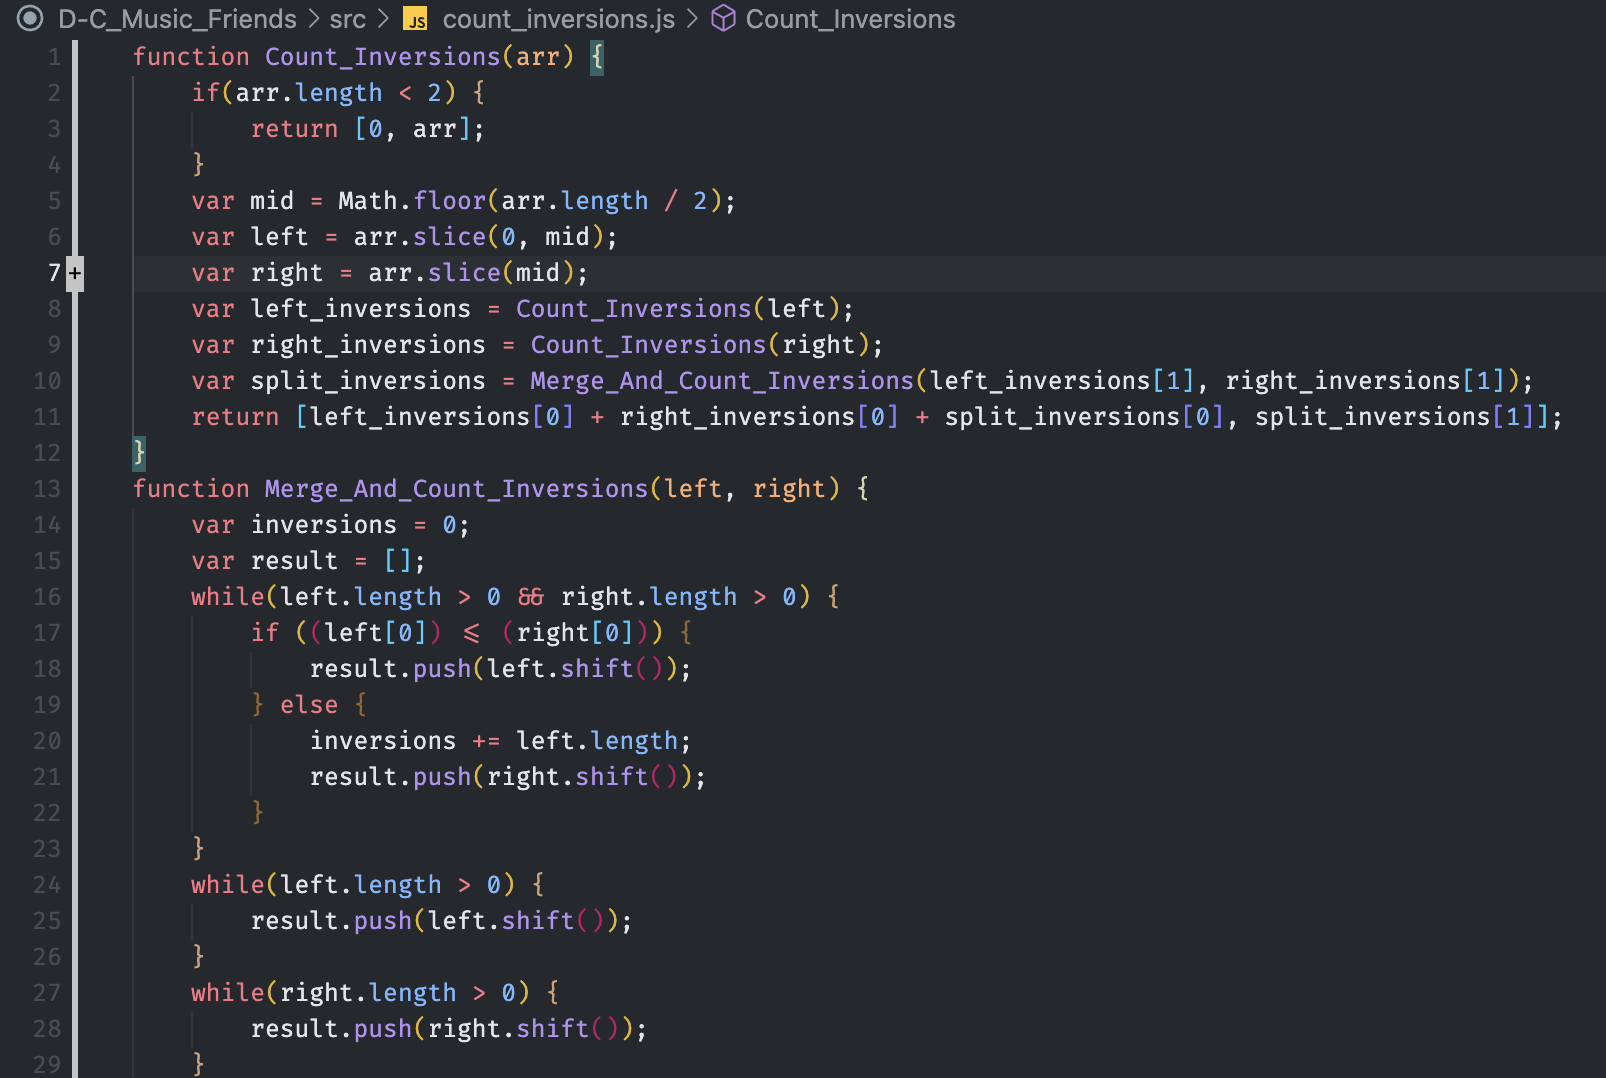 D-C_Music_Friends > src > JS count_inversions.js > Count_Inversions
1 function Count_Inversions(arr) {
2 if(arr.length < 2) {
3 return [0, arr];
4 }
5 var mid = Math.floor(arr.length / 2);
6 var left = arr.slice(0, mid);
7 + var right = arr.slice(mid);
8 var left_inversions = Count_Inversions(left);
9 var right_inversions = Count_Inversions(right);
10 var split_inversions = Merge_And_Count_Inversions(left_inversions[1], right_inversions[1]);
11 return [left_inversions[0] + right_inversions[0] + split_inversions[0], split_inversions[1]];
12 }
13 function Merge_And_Count_Inversions(left, right) {
14 var inversions = 0;
15 var result = [];
16 while(left.length > 0 && right.length > 0) {
17 if ((left[0]) <= (right[0])) {
18 result.push(left.shift());
19 } else {
20 inversions += left.length;
21 result.push(right.shift());
22 }
23 }
24 while(left.length > 0) {
25 result.push(left.shift());
26 }
27 while(right.length > 0) {
28 result.push(right.shift());
29 }